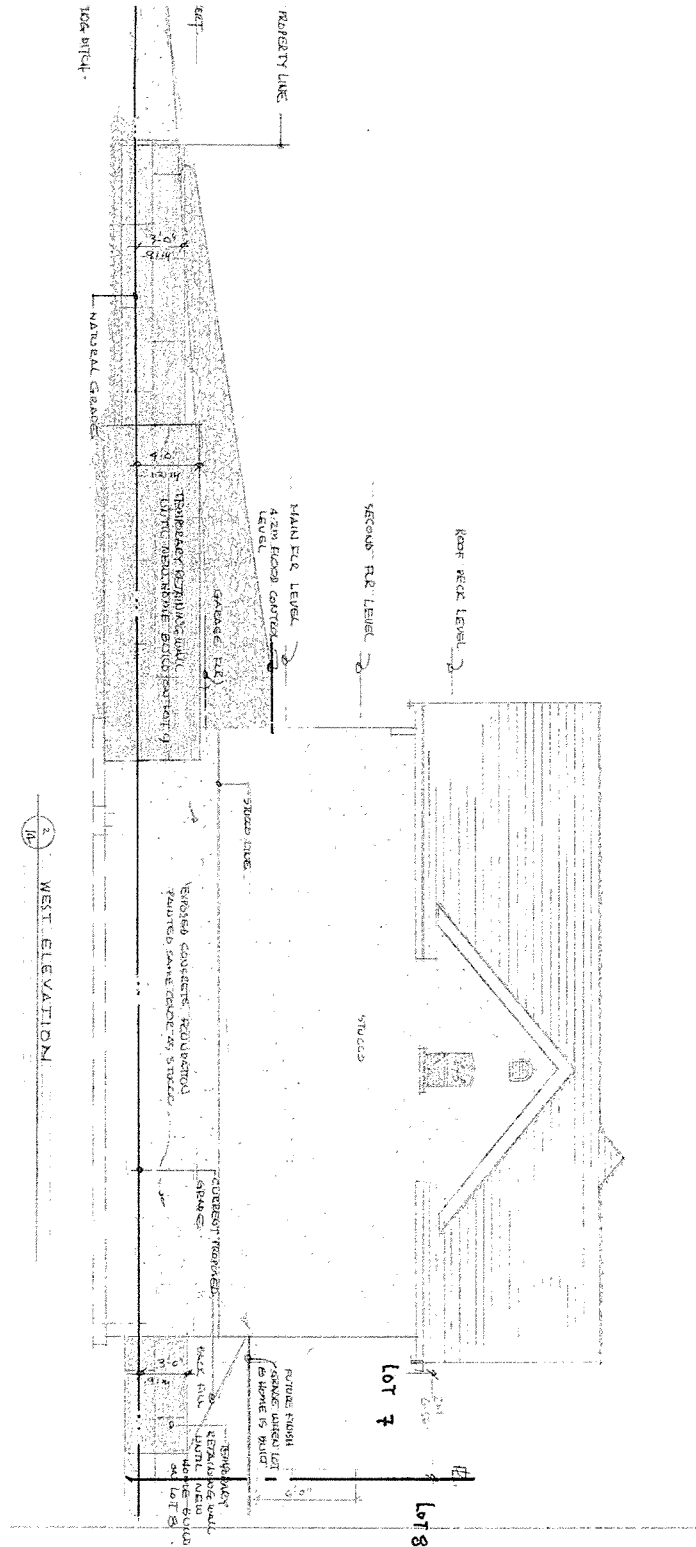 PROPERTY LINE
3'-0"
.914
NATURAL GRADE
4'-0"
TEMPORARY RETAINING WALL
UNTIL NEW HOME BUILD ON LOT
GARAGE FLR
4.2M FLOOD CONTROL
LEVEL
MAIN FLR LEVEL
SECOND FLR LEVEL
ROOF DECK LEVEL
STUCCO LINE
STUCCO
EXPOSED CONCRETE FOUNDATION
PAINTED SAME COLOR AS STUCCO
CURRENT PROPOSED
GRADE
3'-0"
BACK FILL
FUTURE FINISH
GRADE WHEN LOT
8 HOME IS BUILT
TEMPORARY
RETAINING WALL
UNTIL NEW
HOME BUILD
ON LOT 8.
LOT 7
LOT 8
2
14
WEST ELEVATION